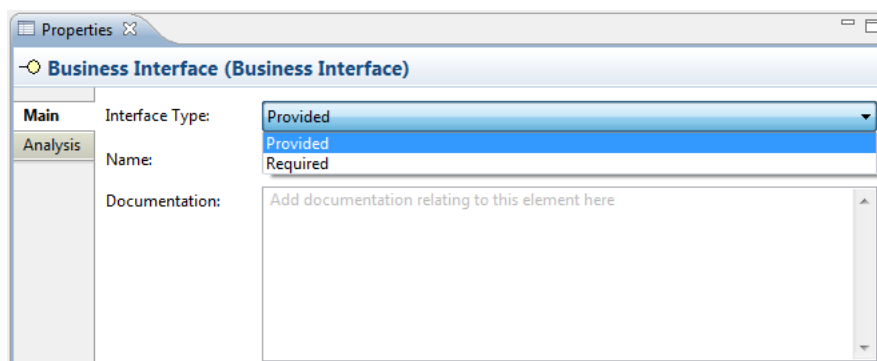 Properties
Business Interface (Business Interface)
Main
Interface Type:
Provided
Provided
Required
Analysis
Name:
Documentation:
Add documentation relating to this element here